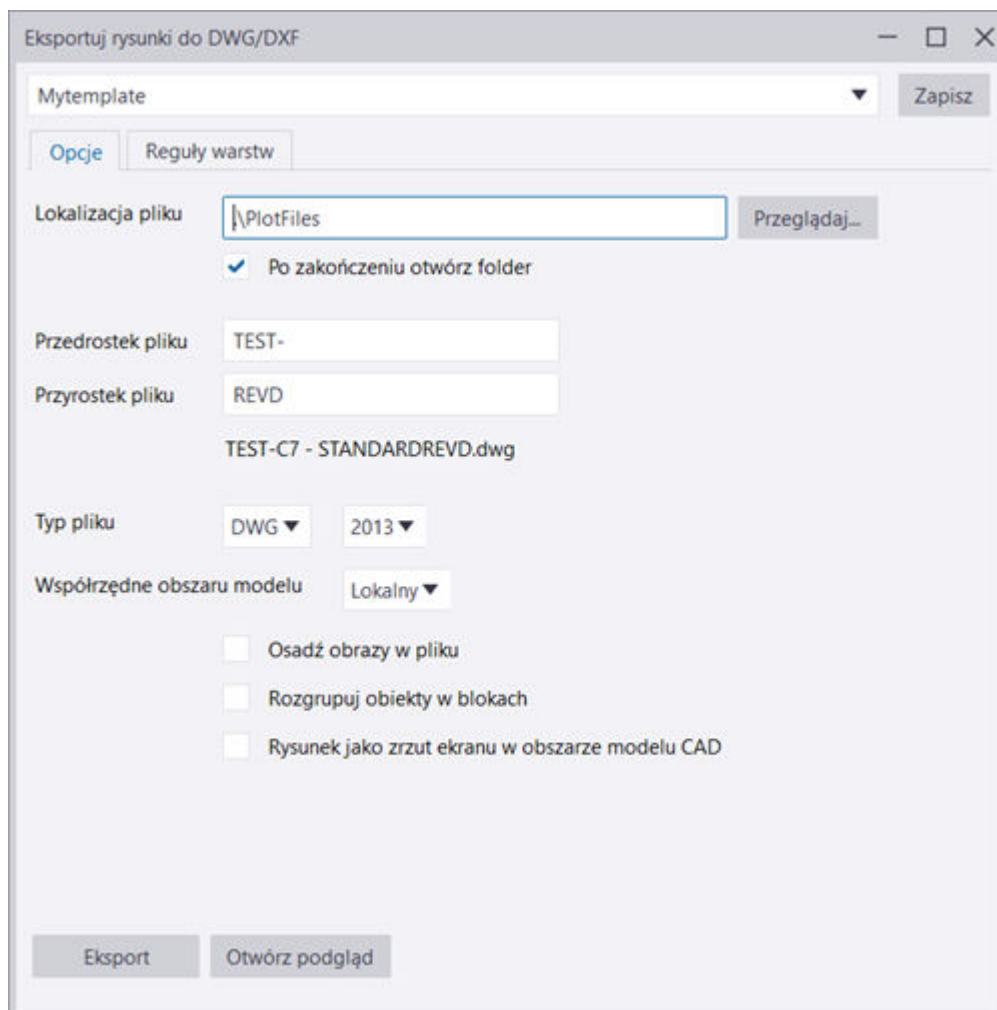 Eksportuj rysunki do DWG/DXF
Mytemplate
Zapisz
Opcje
Reguły warstw
Lokalizacja pliku
.\PlotFiles
Przeglądaj...
Po zakończeniu otwórz folder
Przedrostek pliku
TEST-
Przyrostek pliku
REVD
TEST-C7 - STANDARDREVD.dwg
Typ pliku
DWG
2013
Współrzędne obszaru modelu
Lokalny
Osadź obrazy w pliku
Rozgrupuj obiekty w blokach
Rysunek jako zrzut ekranu w obszarze modelu CAD
Eksport
Otwórz podgląd